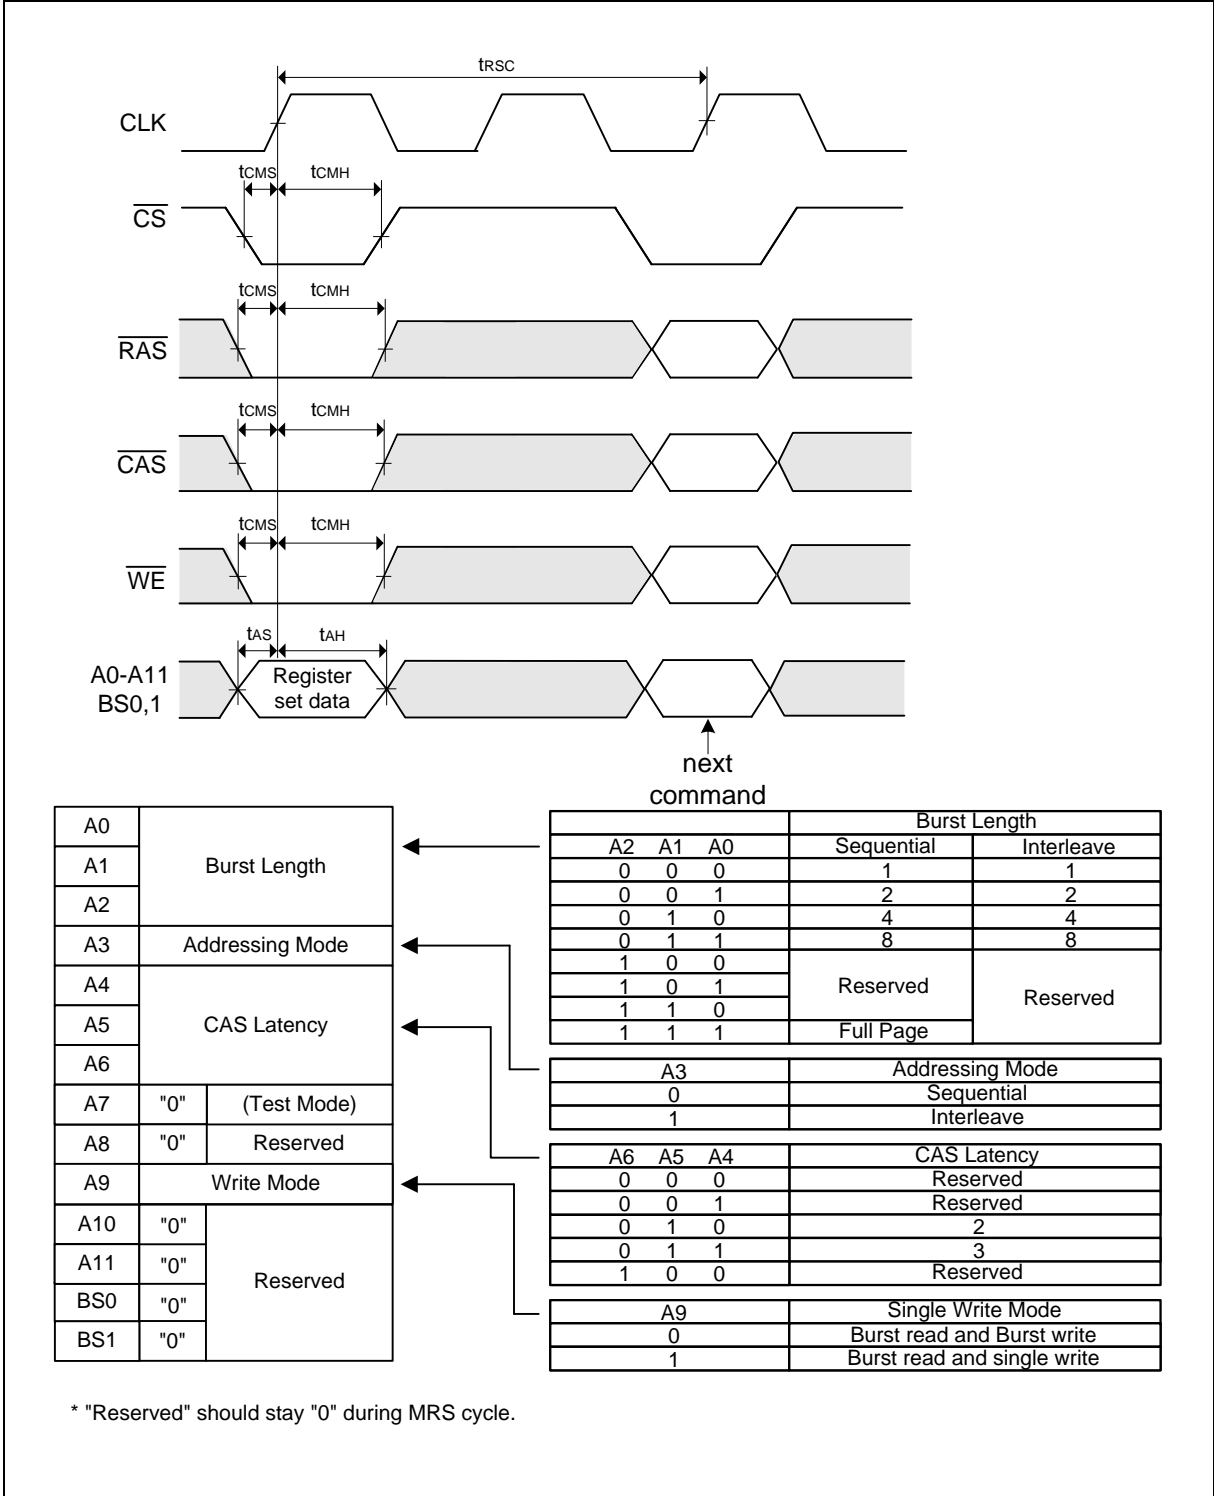 tRSC
CLK
tCMS tCMH
CS
tCMS tCMH
RAS
tCMS tCMH
CAS
tCMS tCMH
WE
tAS tAH
A0-A11
BS0,1
Register
set data
next
command
A0
A1
A2
Burst Length
A3 Addressing Mode
A4
A5
A6
CAS Latency
A7 "0" (Test Mode)
A8 "0" Reserved
A9 Write Mode
A10 "0"
A11 "0"
BS0 "0"
BS1 "0"
Reserved
Burst Length
A2 A1 A0 Sequential Interleave
0 0 0 1 1
0 0 1 2 2
0 1 0 4 4
0 1 1 8 8
1 0 0
1 0 1 Reserved Reserved
1 1 0
1 1 1 Full Page
A3 Addressing Mode
0 Sequential
1 Interleave
A6 A5 A4 CAS Latency
0 0 0 Reserved
0 0 1 Reserved
0 1 0 2
0 1 1 3
1 0 0 Reserved
A9 Single Write Mode
0 Burst read and Burst write
1 Burst read and single write
* "Reserved" should stay "0" during MRS cycle.